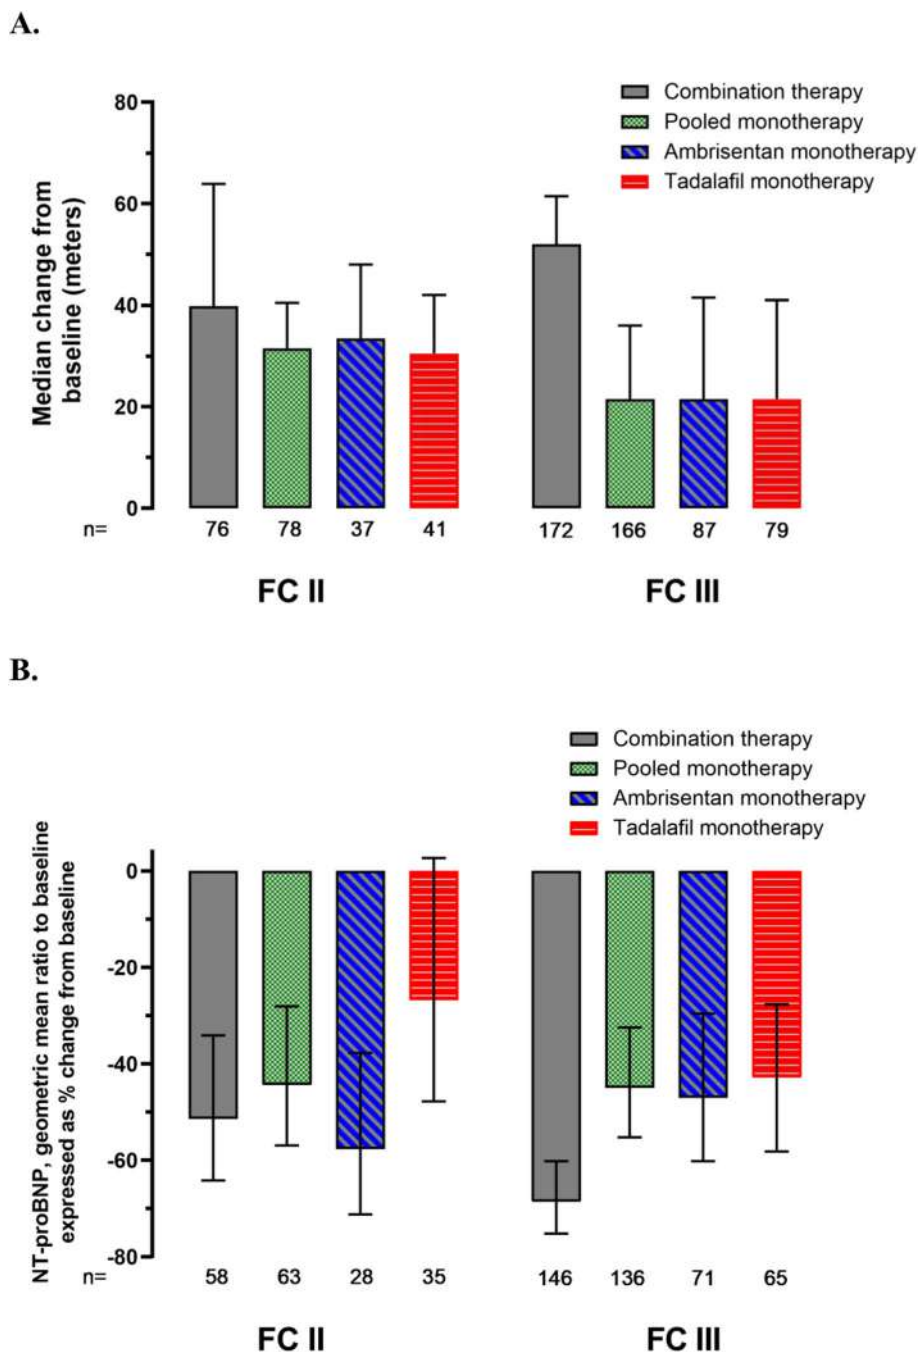 A.
Combination therapy
Pooled monotherapy
Ambrisentan monotherapy
Tadalafil monotherapy
Median change from
baseline (meters)
80
60
40
20
0
n= 76 78 37 41 172 166 87 79
FC II FC III
B.
Combination therapy
Pooled monotherapy
Ambrisentan monotherapy
Tadalafil monotherapy
NT-proBNP, geometric mean ratio to baseline
expressed as % change from baseline
0
-20
-40
-60
-80
n= 58 63 28 35 146 136 71 65
FC II FC III